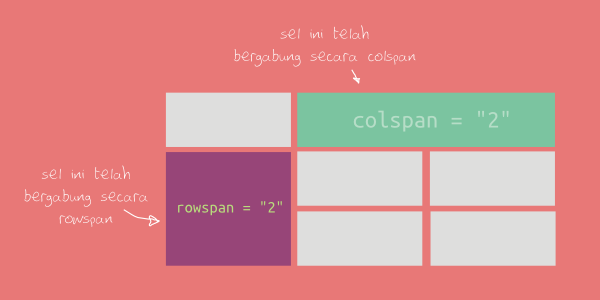 sel ini telah
bergabung secara colspan
colspan = "2"
sel ini telah
bergabung secara
rowspan
rowspan = "2"